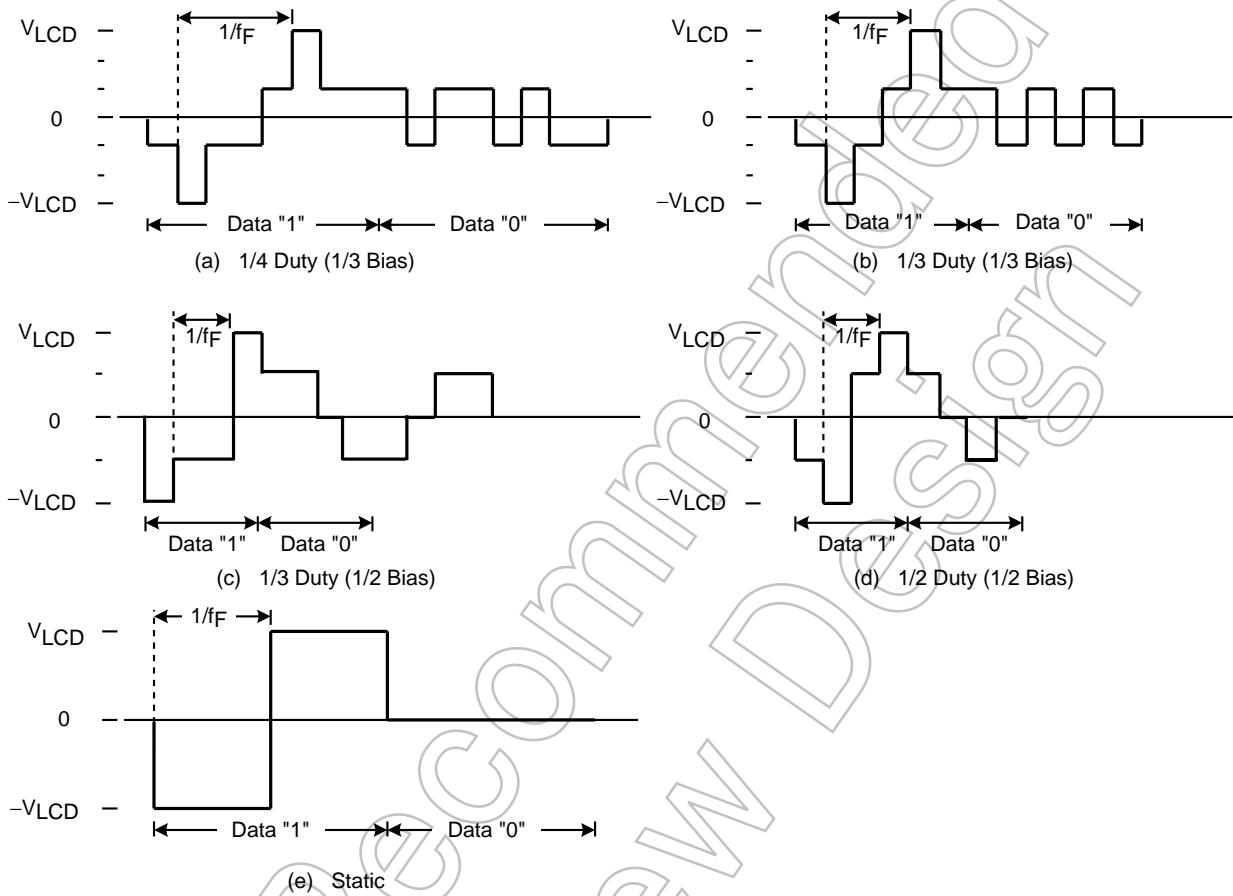 VLCD
1/fF
0
−VLCD
Data "1"
Data "0"
(a) 1/4 Duty (1/3 Bias)
VLCD
1/fF
0
−VLCD
Data "1"
Data "0"
(b) 1/3 Duty (1/3 Bias)
VLCD
1/fF
0
−VLCD
Data "1"
Data "0"
(c) 1/3 Duty (1/2 Bias)
VLCD
1/fF
0
−VLCD
Data "1"
Data "0"
(d) 1/2 Duty (1/2 Bias)
VLCD
1/fF
0
−VLCD
Data "1"
Data "0"
(e) Static
Recommended
New Design